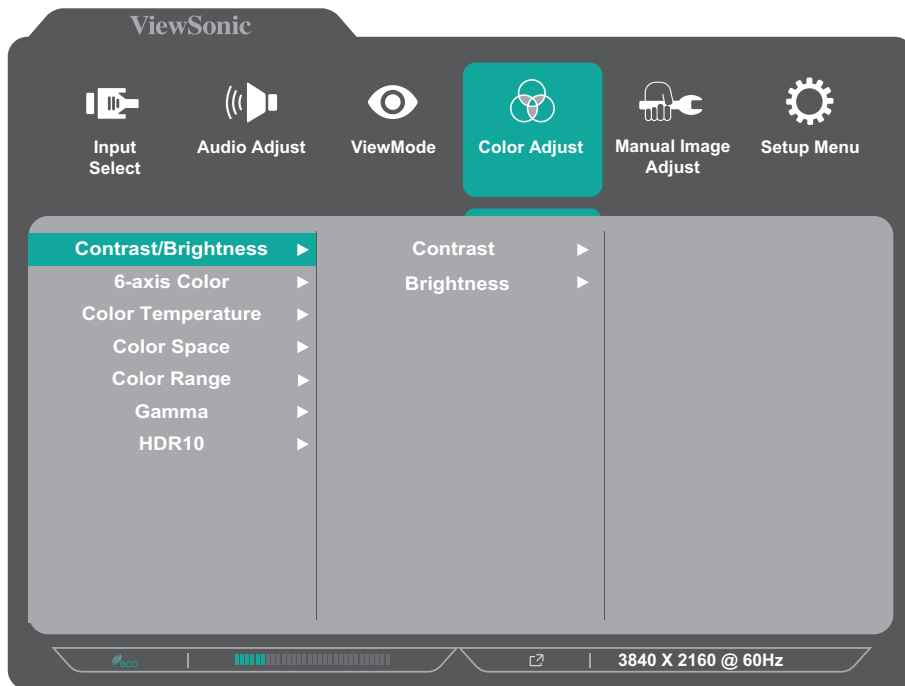 ViewSonic
Input
Select
Audio Adjust
ViewMode
Color Adjust
Manual Image
Adjust
Setup Menu
Contrast/Brightness
6-axis Color
Color Temperature
Color Space
Color Range
Gamma
HDR10
Contrast
Brightness
eco
3840 X 2160 @ 60Hz